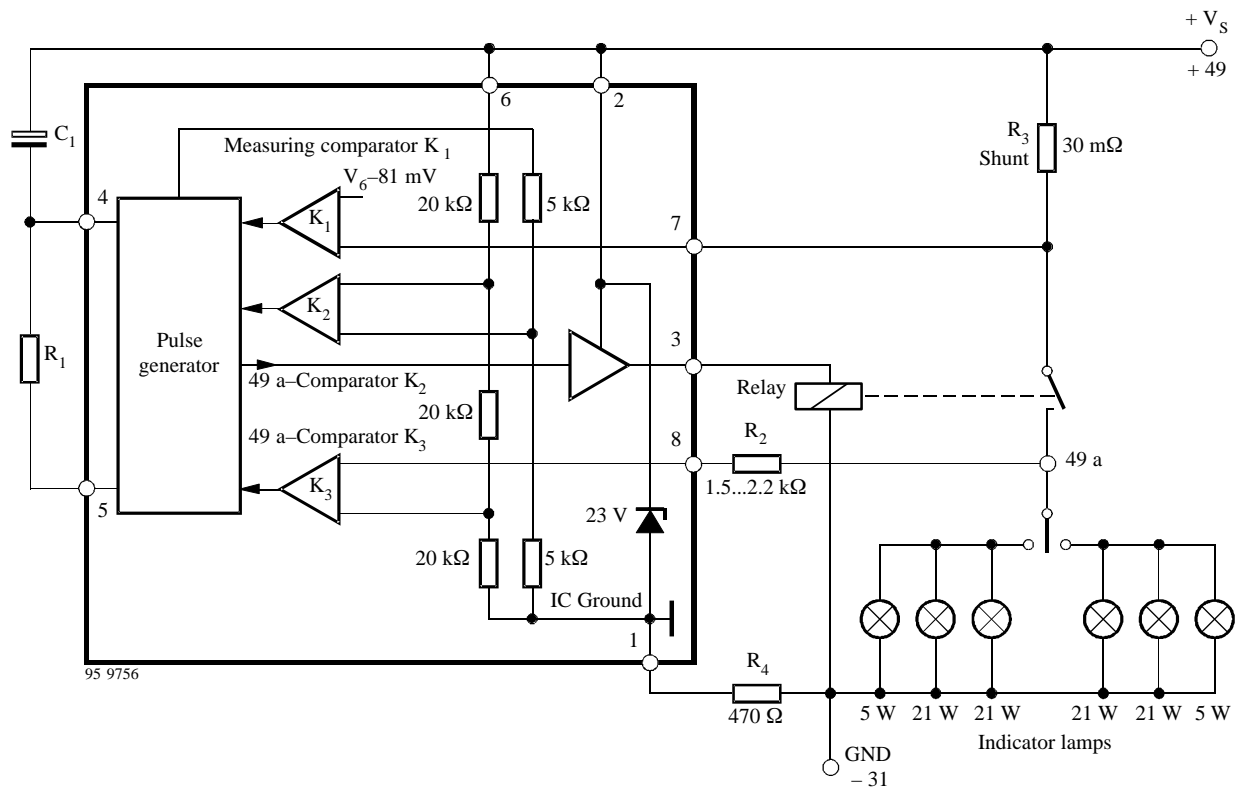 + V S
+ 49
6
2
C 1
Measuring comparator K 1
R 3
Shunt
30 mΩ
V 6 –81 mV
4
20 kΩ
5 kΩ
K 1
7
K 2
Pulse
generator
R 1
3
49 a–Comparator K 2
Relay
20 kΩ
49 a–Comparator K 3
8
R 2
49 a
1.5...2.2 kΩ
K 3
5
23 V
20 kΩ
5 kΩ
IC Ground
1
95 9756
R 4
470 Ω
5 W
21 W
21 W
21 W
21 W
5 W
Indicator lamps
GND
– 31